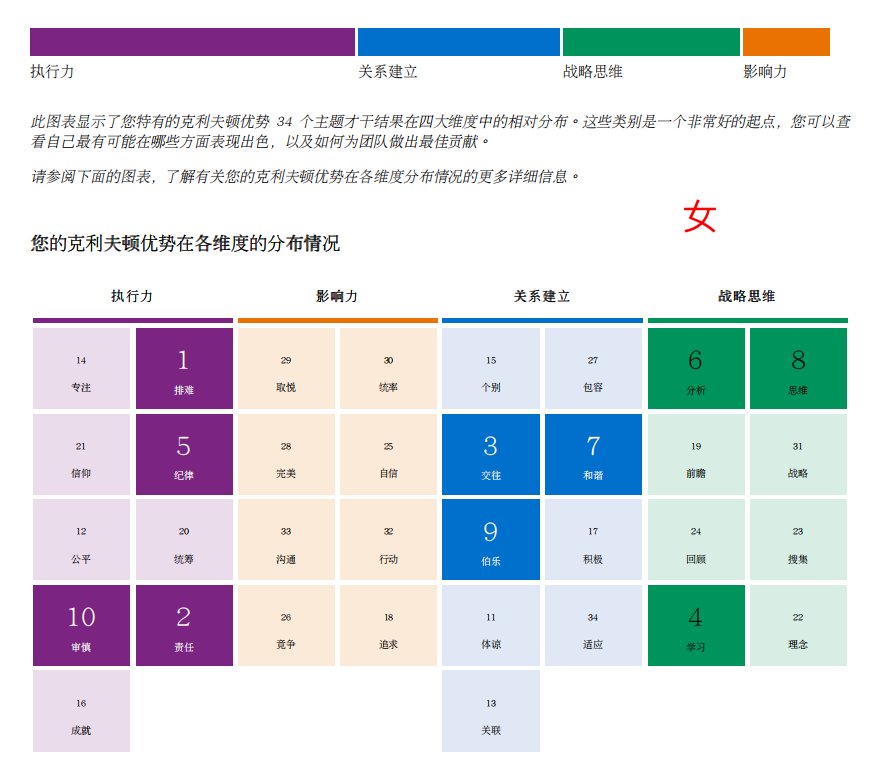 执行力 关系建立 战略思维 影响力
此图表显示了您特有的克利夫顿优势 34 个主题才干结果在四大维度中的相对分布。这些类别是一个非常好的起点，您可以查
看自己最有可能在哪些方面表现出色，以及如何为团队做出最佳贡献。
请参阅下面的图表，了解有关您的克利夫顿优势在各维度分布情况的更多详细信息。
女
您的克利夫顿优势在各维度的分布情况
执行力 影响力 关系建立 战略思维
14 1 29 30 15 27 6 8
专注 排难 取悦 统率 个别 包容 分析 思维
21 5 28 25 3 7 19 31
信仰 纪律 完美 自信 交往 和谐 前瞻 战略
12 20 33 32 9 17 24 23
公平 统筹 沟通 行动 伯乐 积极 回顾 搜集
10 2 26 18 11 34 4 22
审慎 责任 竞争 追求 体谅 适应 学习 理念
16 13
成就 关联